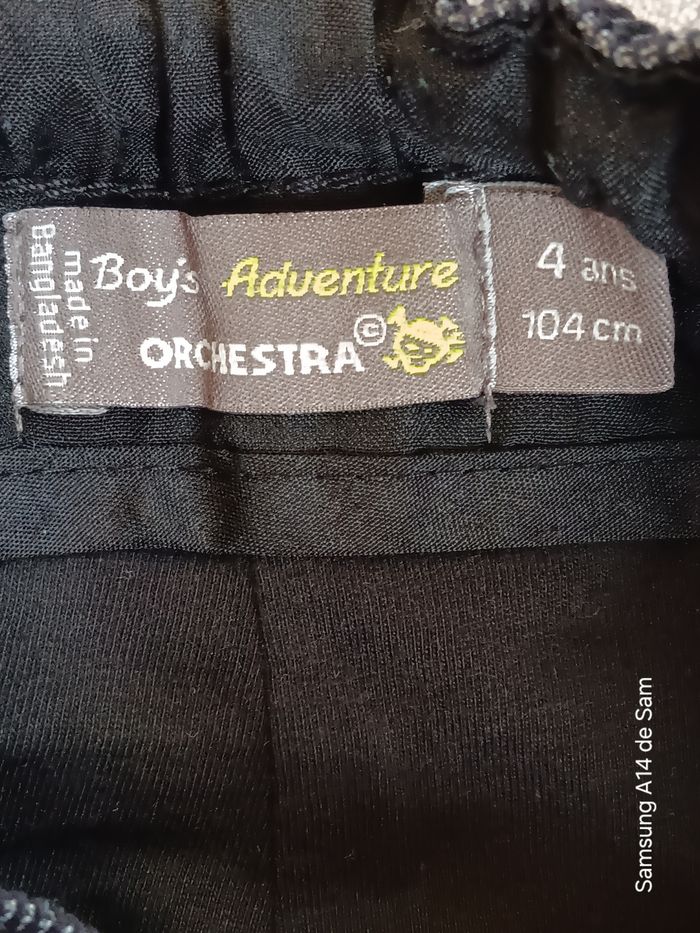 made in
Bangladesh
Boy's Adventure
ORCHESTRA©
4 ans
104 cm
Samsung A14 de Sam